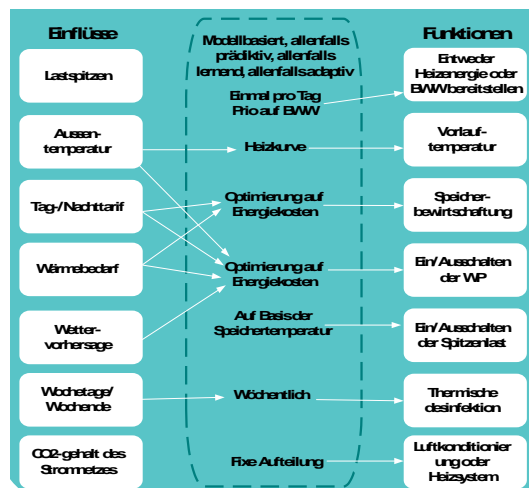 Einflüsse
Lastspitzen
Aussen-
temperatur
Tag-/Nachttarif
Wärmebedarf
Wetter-
vorhersage
Wochetage/
Wochende
CO2-gehalt des
Stromnetzes
Modellbasiert, allenfalls
prädiktiv, allenfalls
lernend, allenfalls adaptiv
Einmal pro Tag
Prio auf BWW
Heizkurve
Optimierung auf
Energiekosten
Optimierung auf
Energiekosten
Auf Basis der
Speichertemperatur
Wöchentlich
Fixe Aufteilung
Funktionen
Entweder
Heizenergie oder
BWW bereitstellen
Vorlauf-
temperatur
Speicher-
bewirtschaftung
Ein/Ausschalten
der WP
Ein/Ausschalten
der Spitzenlast
Thermische
desinfektion
Luftkonditionier
ung oder
Heizsystem